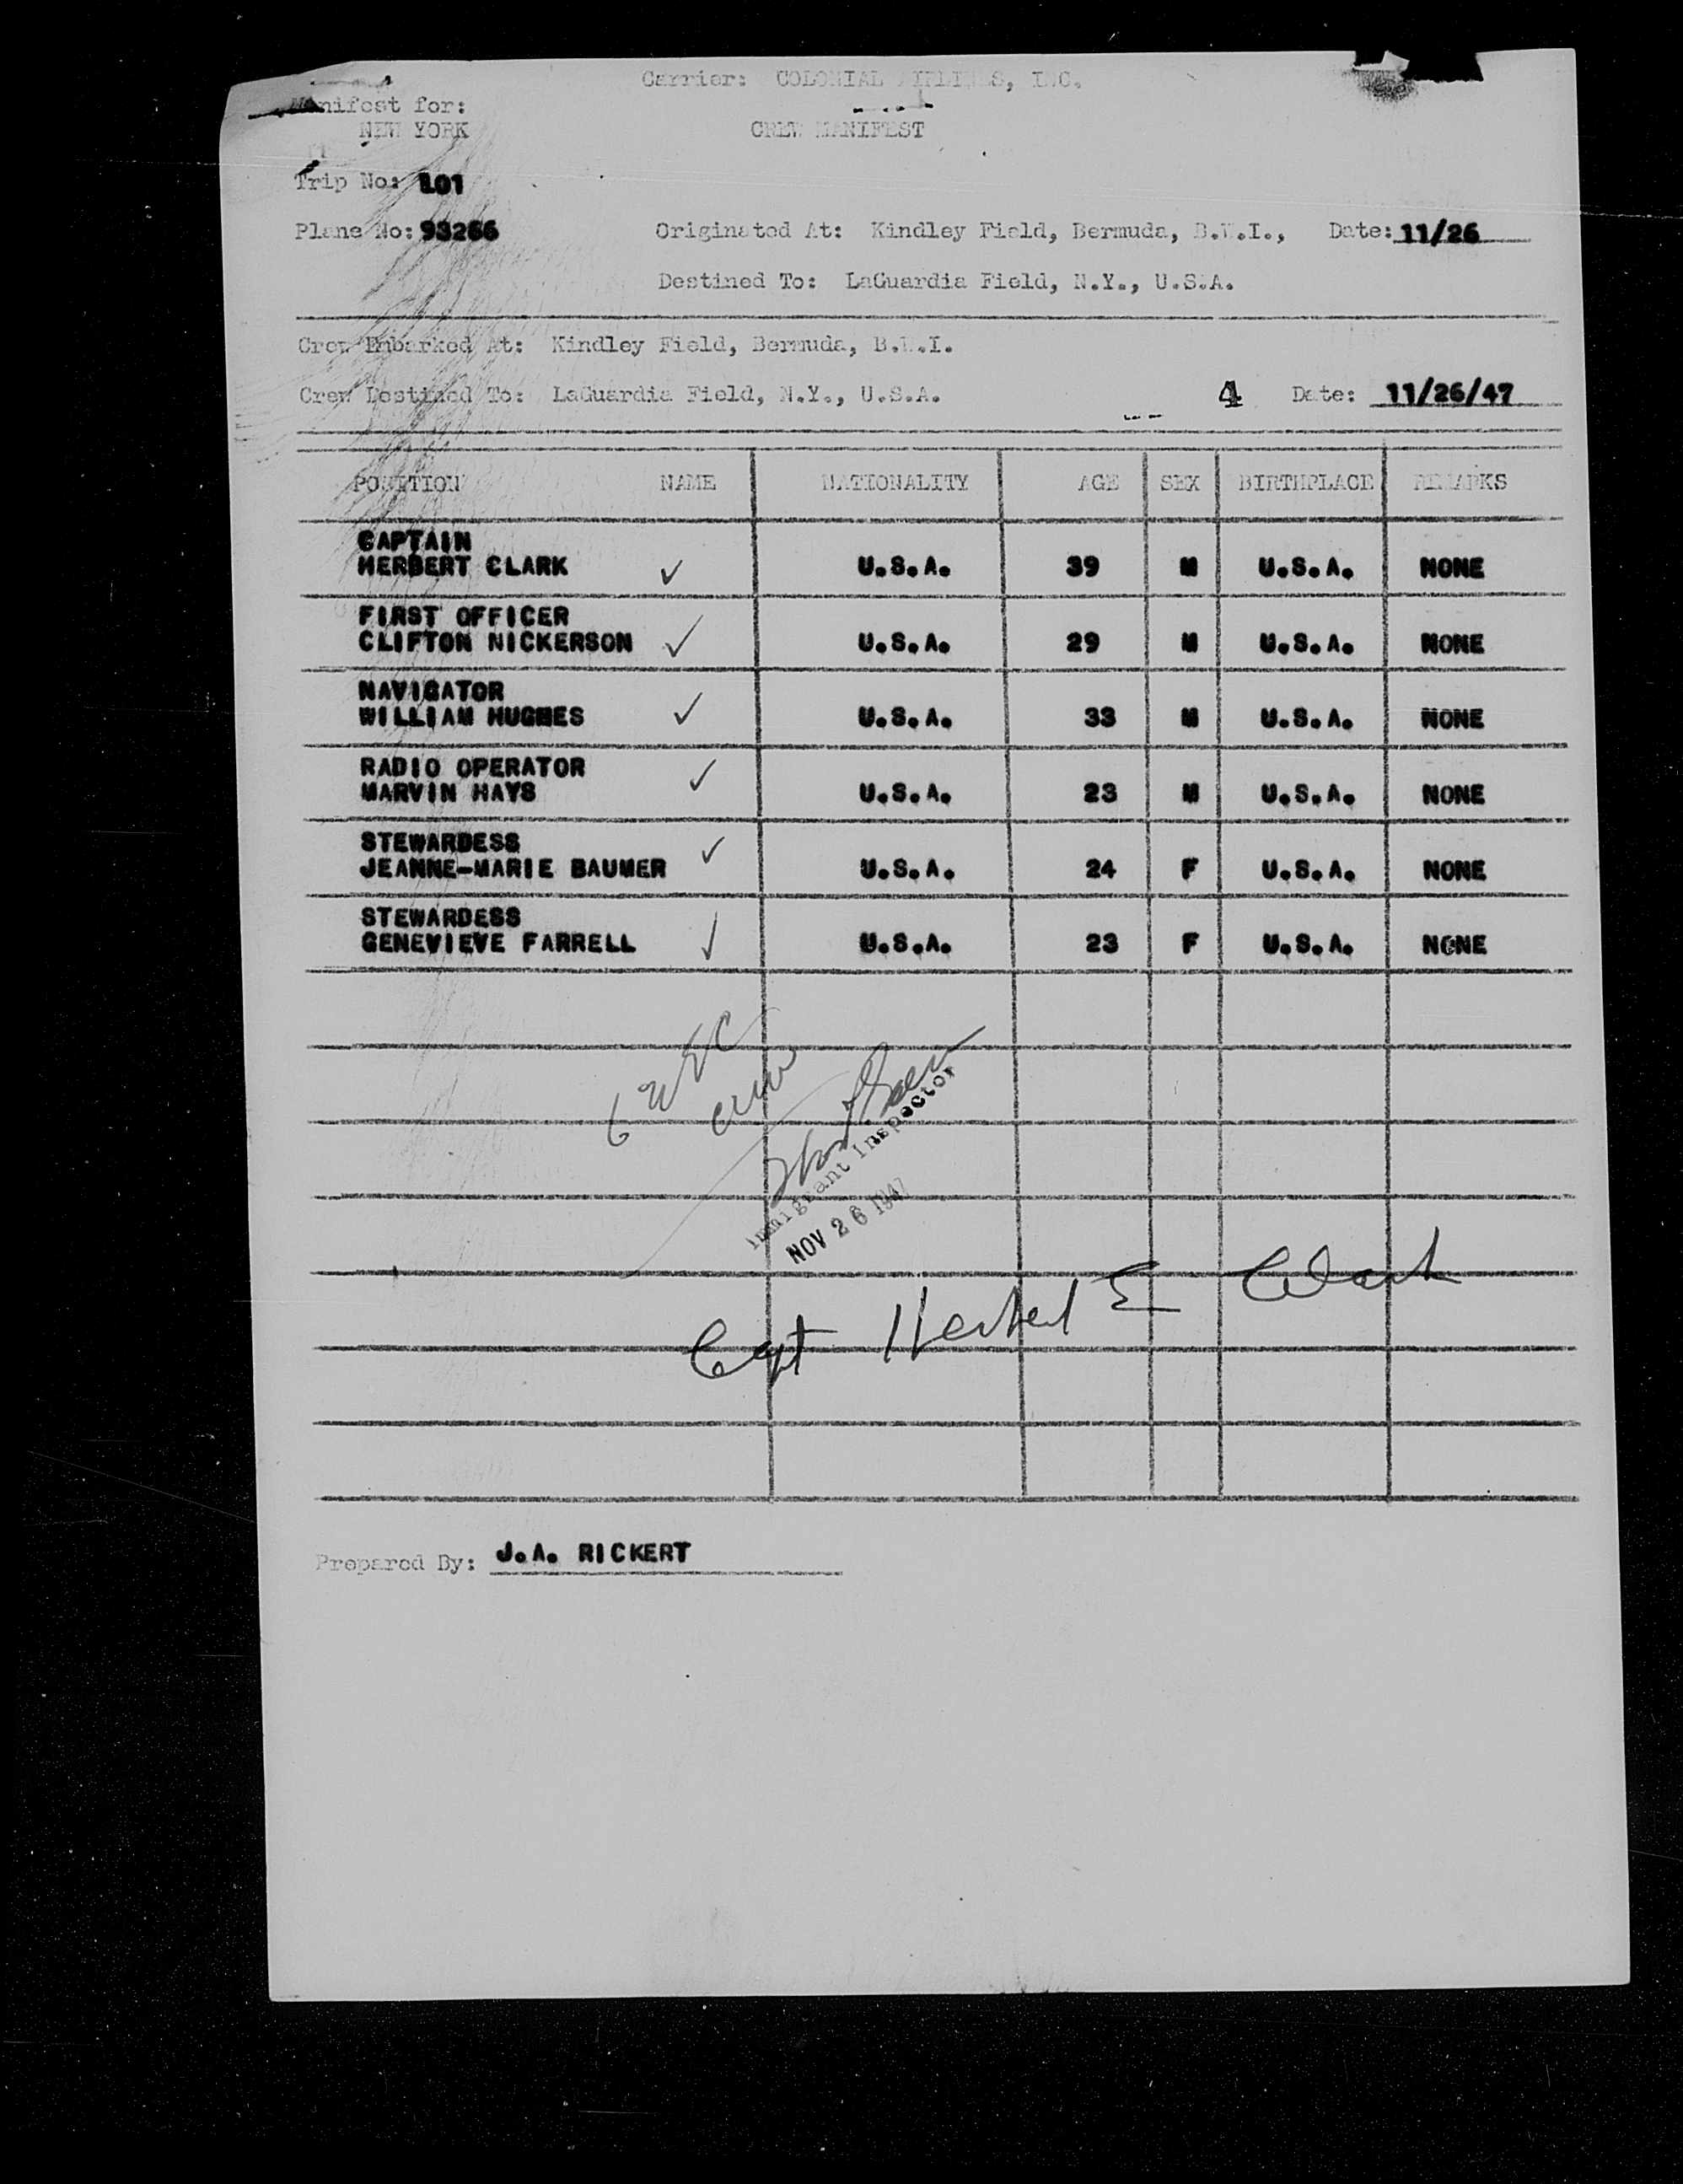 Carrier: COLONIAL AIRLINES, INC.
Manifest for:
NEW YORK
CREW MANIFEST
Trip No: 101
Plane No: 93266 Originated At: Kindley Field, Bermuda, B.W.I., Date: 11/26
Destined To: LaGuardia Field, N.Y., U.S.A.
Crew Embarked At: Kindley Field, Bermuda, B.W.I.
Crew Destined To: LaGuardia Field, N.Y., U.S.A. 4 Date: 11/26/47
POSITION NAME NATIONALITY AGE SEX BIRTHPLACE REMARKS
CAPTAIN
HERBERT CLARK ✓ U.S.A. 39 M U.S.A. NONE
FIRST OFFICER
CLIFTON NICKERSON ✓ U.S.A. 29 M U.S.A. NONE
NAVIGATOR
WILLIAM HUGHES ✓ U.S.A. 33 M U.S.A. NONE
RADIO OPERATOR
MARVIN HAYS ✓ U.S.A. 23 M U.S.A. NONE
STEWARDESS
JEANNE-MARIE BAUMER ✓ U.S.A. 24 F U.S.A. NONE
STEWARDESS
GENEVIEVE FARRELL ✓ U.S.A. 23 F U.S.A. NONE
6 USC
crew
Immigrant Inspector
NOV 26 1947
Capt Herbert E Clark
Prepared By: J.A. RICKERT